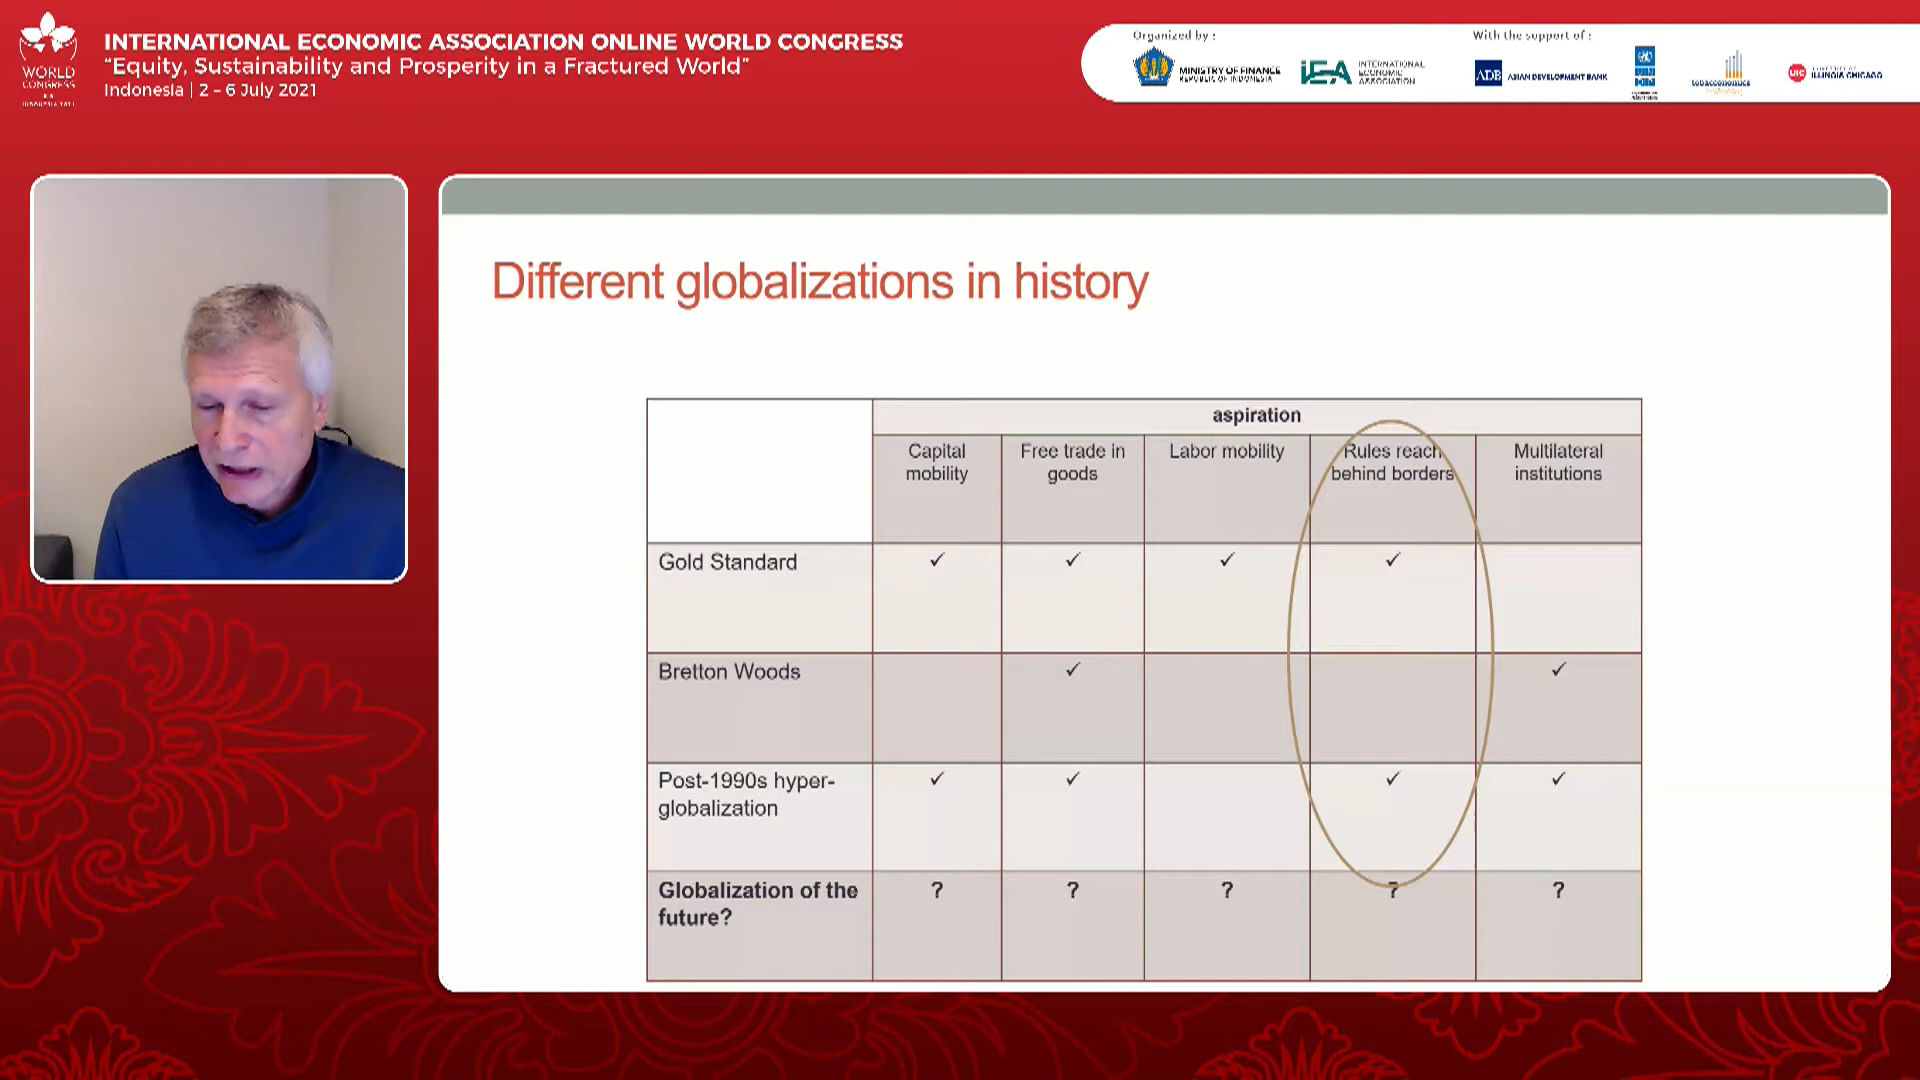 INTERNATIONAL ECONOMIC ASSOCIATION ONLINE WORLD CONGRESS
“Equity, Sustainability and Prosperity in a Fractured World”
Indonesia | 2 – 6 July 2021
WORLD
CONGRESS
Organized by :
MINISTRY OF FINANCE
REPUBLIC OF INDONESIA
IEA
INTERNATIONAL
ECONOMIC
ASSOCIATION
With the support of :
ADB
ASIAN DEVELOPMENT BANK
tobacconomics
UIC
ILLINOIS CHICAGO
Different globalizations in history
aspiration
Capital
mobility
Free trade in
goods
Labor mobility
Rules reach
behind borders
Multilateral
institutions
Gold Standard ✓ ✓ ✓ ✓
Bretton Woods ✓ ✓
Post-1990s hyper-
globalization ✓ ✓ ✓ ✓
Globalization of the
future? ? ? ? ? ?